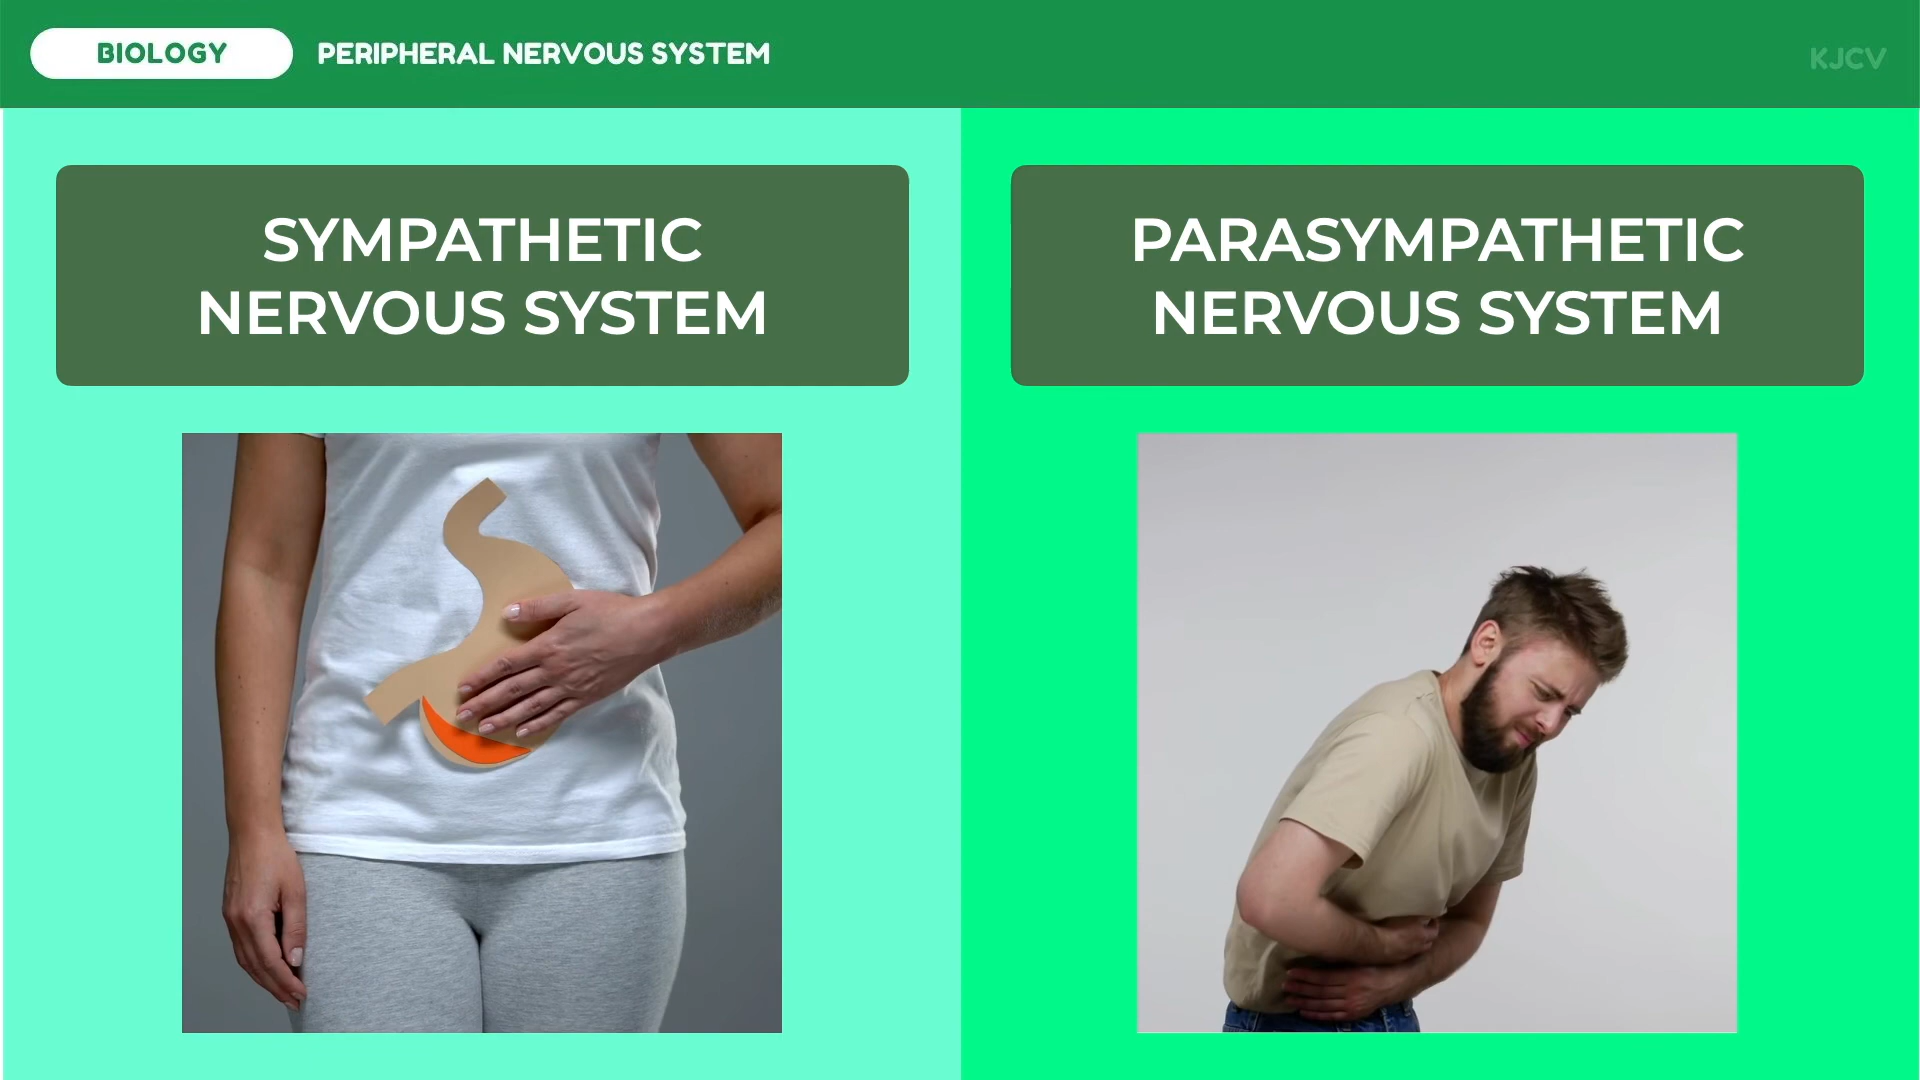 BIOLOGY
PERIPHERAL NERVOUS SYSTEM
KJCV
SYMPATHETIC
NERVOUS SYSTEM
PARASYMPATHETIC
NERVOUS SYSTEM